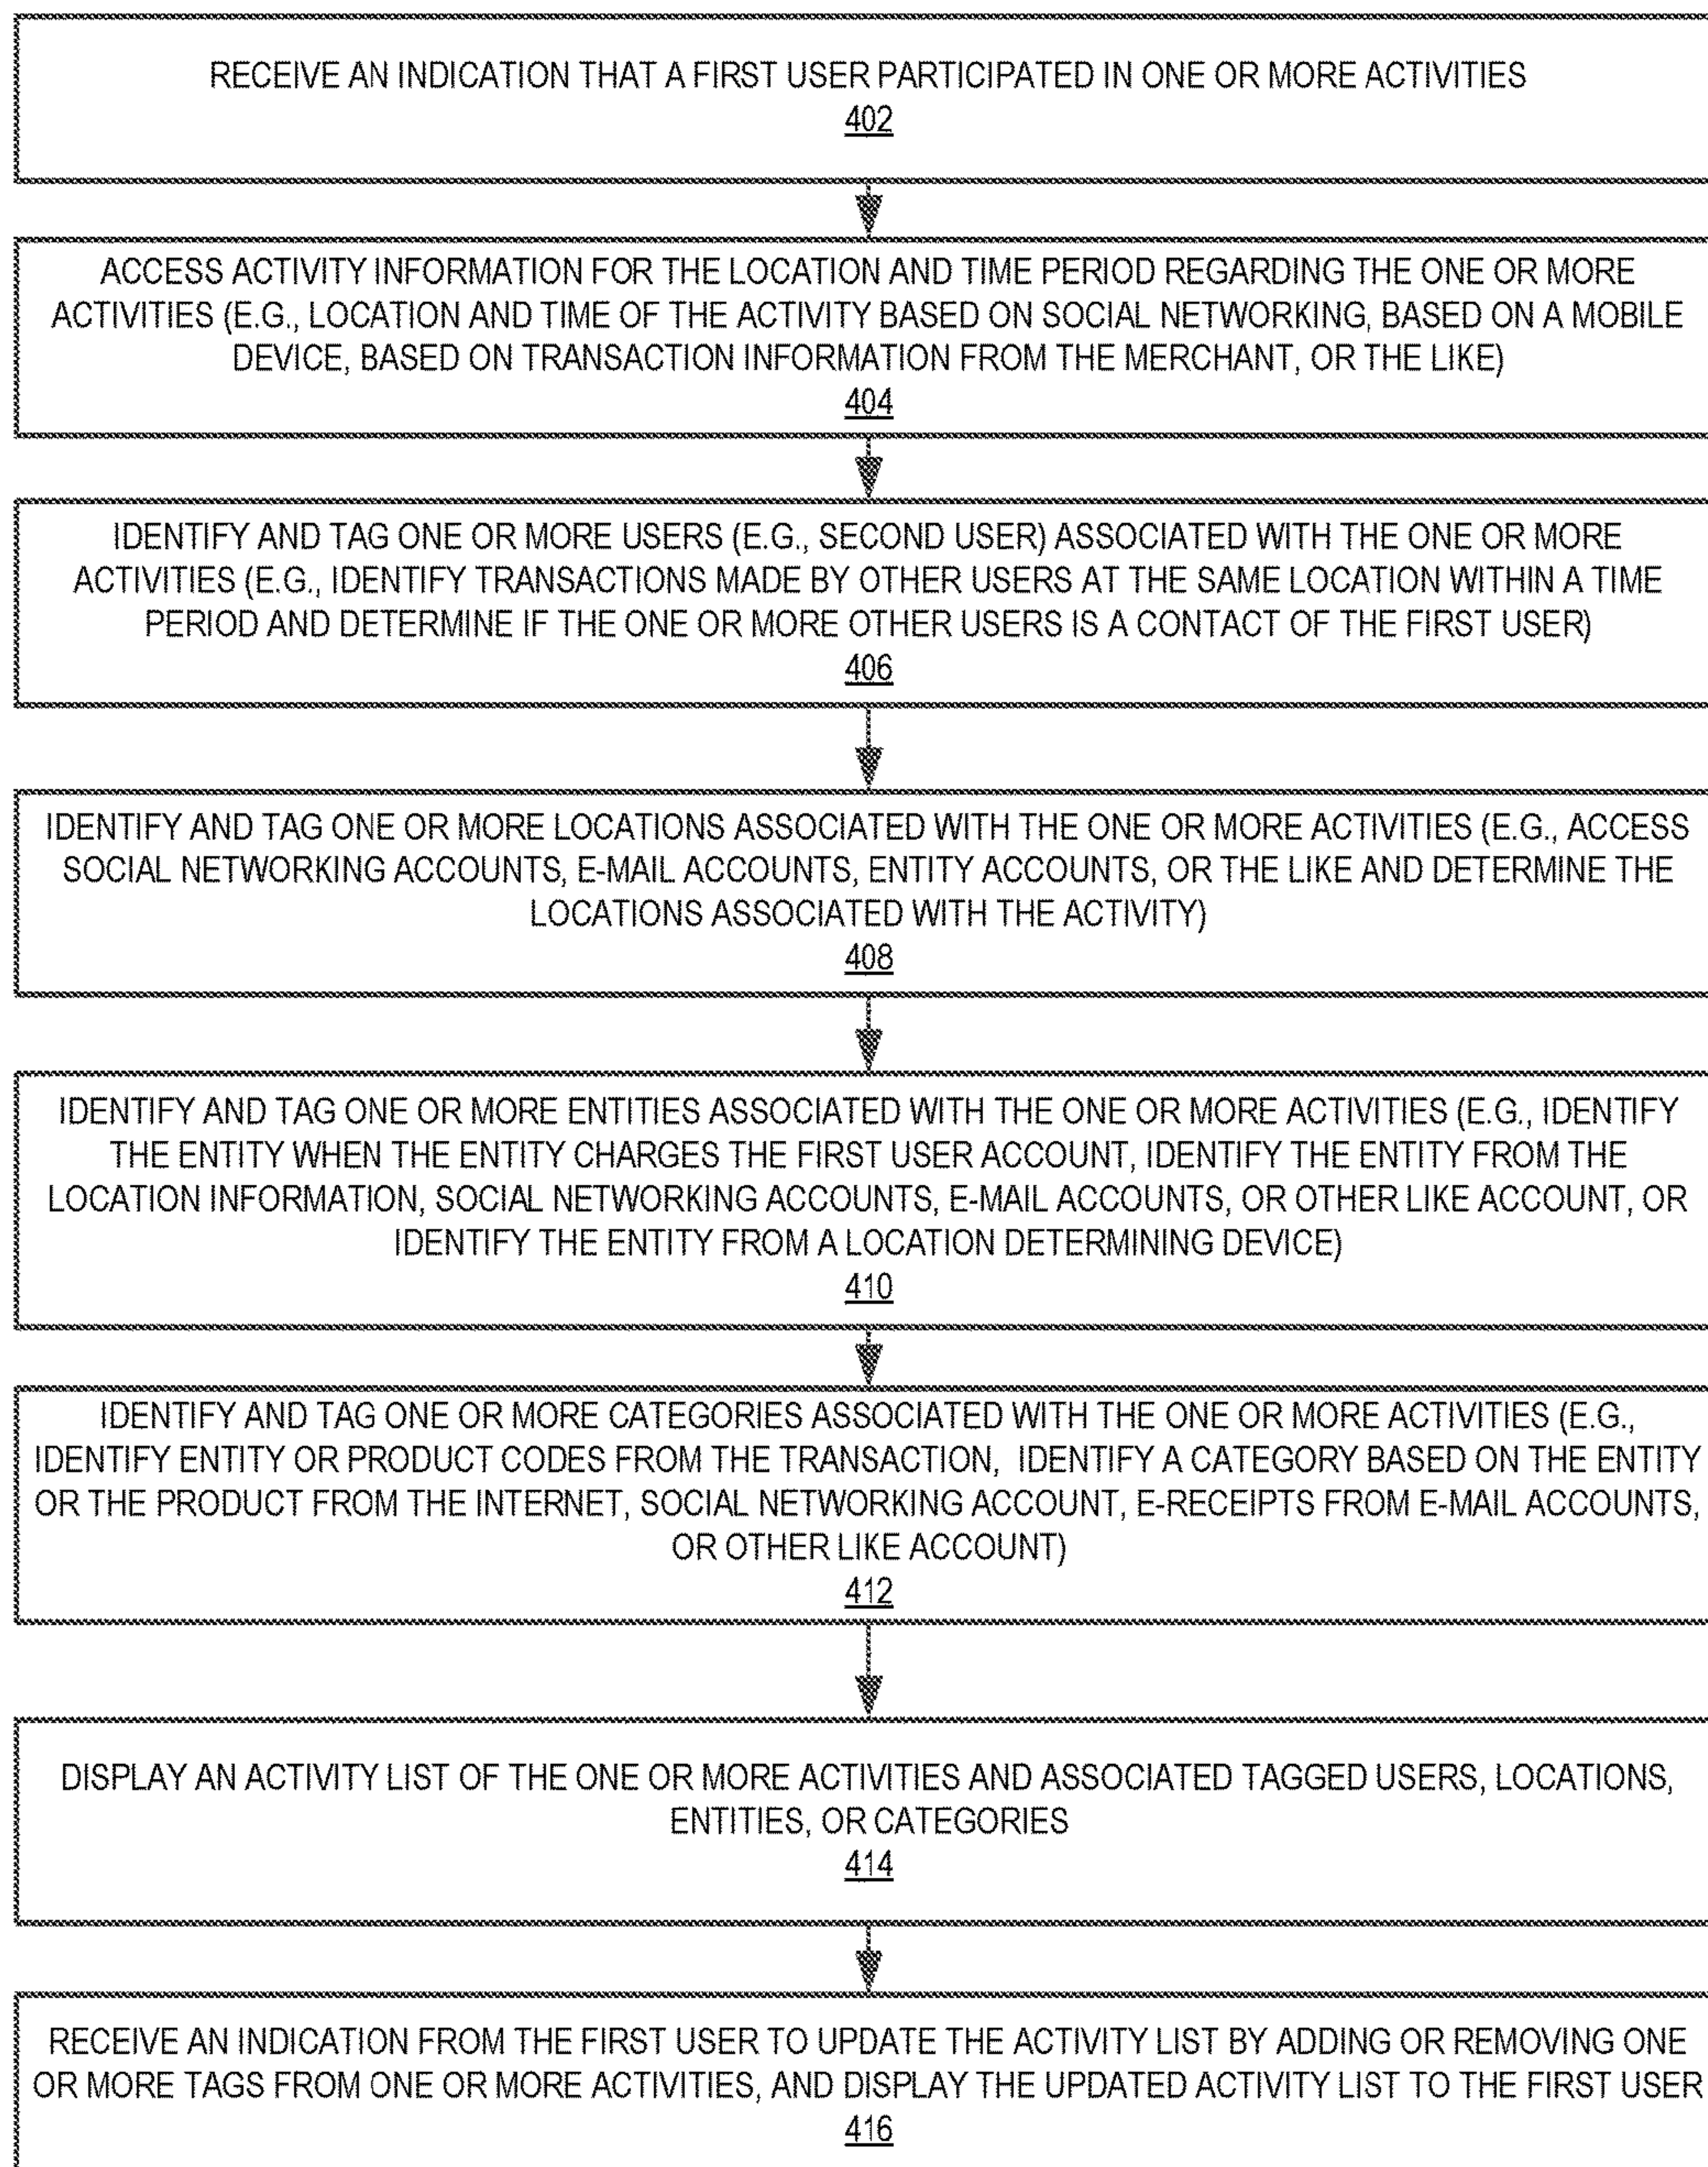 RECEIVE AN INDICATION THAT A FIRST USER PARTICIPATED IN ONE OR MORE ACTIVITIES
402
ACCESS ACTIVITY INFORMATION FOR THE LOCATION AND TIME PERIOD REGARDING THE ONE OR MORE
ACTIVITIES (E.G., LOCATION AND TIME OF THE ACTIVITY BASED ON SOCIAL NETWORKING, BASED ON A MOBILE
DEVICE, BASED ON TRANSACTION INFORMATION FROM THE MERCHANT, OR THE LIKE)
404
IDENTIFY AND TAG ONE OR MORE USERS (E.G., SECOND USER) ASSOCIATED WITH THE ONE OR MORE
ACTIVITIES (E.G., IDENTIFY TRANSACTIONS MADE BY OTHER USERS AT THE SAME LOCATION WITHIN A TIME
PERIOD AND DETERMINE IF THE ONE OR MORE OTHER USERS IS A CONTACT OF THE FIRST USER)
406
IDENTIFY AND TAG ONE OR MORE LOCATIONS ASSOCIATED WITH THE ONE OR MORE ACTIVITIES (E.G., ACCESS
SOCIAL NETWORKING ACCOUNTS, E-MAIL ACCOUNTS, ENTITY ACCOUNTS, OR THE LIKE AND DETERMINE THE
LOCATIONS ASSOCIATED WITH THE ACTIVITY)
408
IDENTIFY AND TAG ONE OR MORE ENTITIES ASSOCIATED WITH THE ONE OR MORE ACTIVITIES (E.G., IDENTIFY
THE ENTITY WHEN THE ENTITY CHARGES THE FIRST USER ACCOUNT, IDENTIFY THE ENTITY FROM THE
LOCATION INFORMATION, SOCIAL NETWORKING ACCOUNTS, E-MAIL ACCOUNTS, OR OTHER LIKE ACCOUNT, OR
IDENTIFY THE ENTITY FROM A LOCATION DETERMINING DEVICE)
410
IDENTIFY AND TAG ONE OR MORE CATEGORIES ASSOCIATED WITH THE ONE OR MORE ACTIVITIES (E.G.,
IDENTIFY ENTITY OR PRODUCT CODES FROM THE TRANSACTION, IDENTIFY A CATEGORY BASED ON THE ENTITY
OR THE PRODUCT FROM THE INTERNET, SOCIAL NETWORKING ACCOUNT, E-RECEIPTS FROM E-MAIL ACCOUNTS,
OR OTHER LIKE ACCOUNT)
412
DISPLAY AN ACTIVITY LIST OF THE ONE OR MORE ACTIVITIES AND ASSOCIATED TAGGED USERS, LOCATIONS,
ENTITIES, OR CATEGORIES
414
RECEIVE AN INDICATION FROM THE FIRST USER TO UPDATE THE ACTIVITY LIST BY ADDING OR REMOVING ONE
OR MORE TAGS FROM ONE OR MORE ACTIVITIES, AND DISPLAY THE UPDATED ACTIVITY LIST TO THE FIRST USER
416